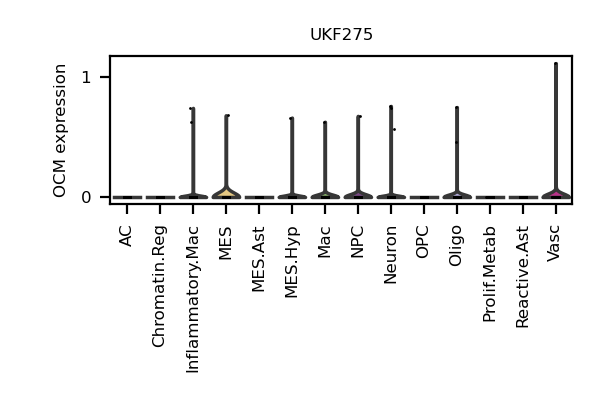 UKF275
OCM expression
1
0
AC
Chromatin.Reg
Inflammatory.Mac
MES
MES.Ast
MES.Hyp
Mac
NPC
Neuron
OPC
Oligo
Prolif.Metab
Reactive.Ast
Vasc